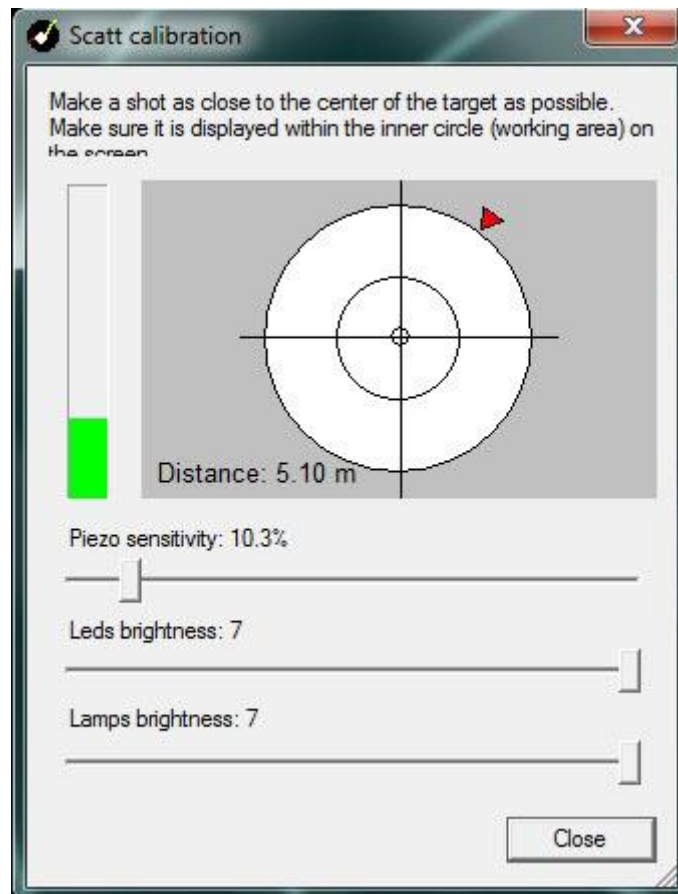 Scatt calibration
Make a shot as close to the center of the target as possible.
Make sure it is displayed within the inner circle (working area) on
the screen
Distance: 5.10 m
Piezo sensitivity: 10.3%
Leds brightness: 7
Lamps brightness: 7
Close